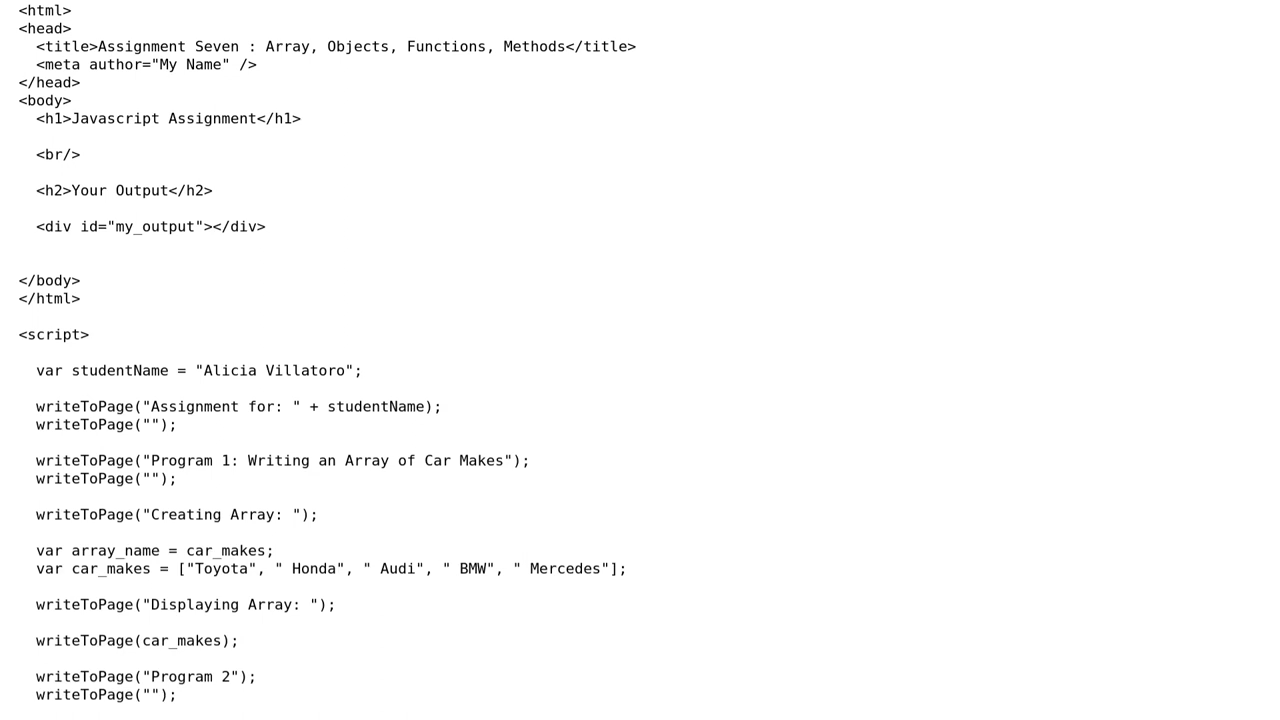 <html>
<head>
<title>Assignment Seven : Array, Objects, Functions, Methods</title>
<meta author="My Name" />
</head>
<body>
<h1>Javascript Assignment</h1>
<br/>
<h2>Your Output</h2>
<div id="my_output"></div>
</body>
</html>
<script>
var studentName = "Alicia Villatoro";
writeToPage("Assignment for: " + studentName);
writeToPage("");
writeToPage("Program 1: Writing an Array of Car Makes");
writeToPage("");
writeToPage("Creating Array: ");
var array_name = car_makes;
var car_makes = ["Toyota", " Honda", " Audi", " BMW", " Mercedes"];
writeToPage("Displaying Array: ");
writeToPage(car_makes);
writeToPage("Program 2");
writeToPage("");